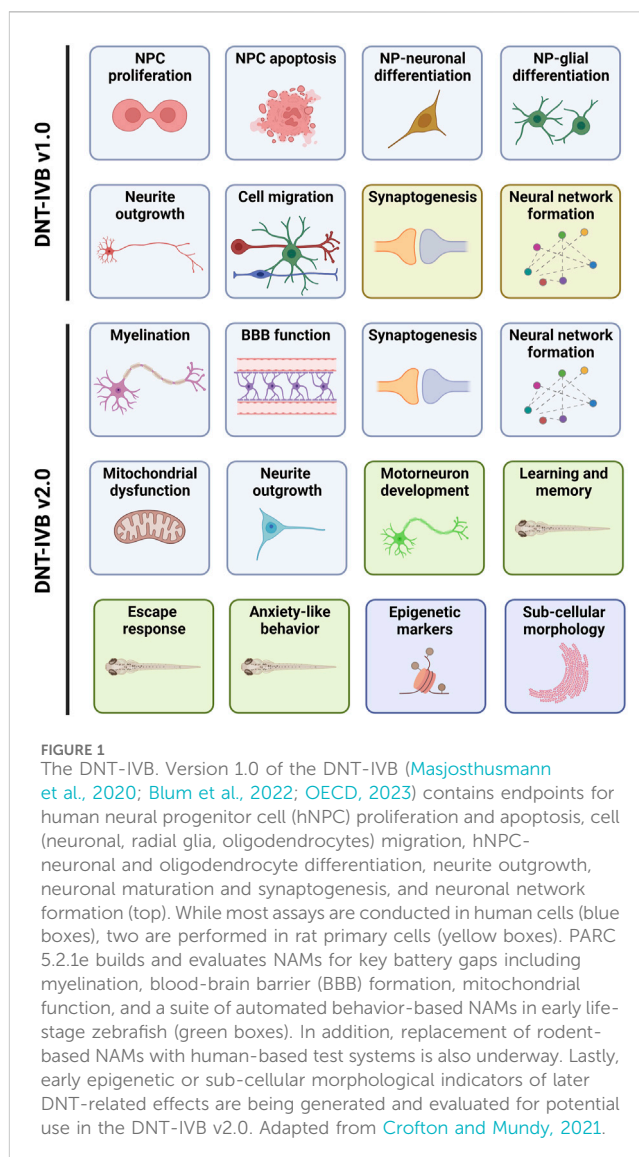 DNT-IVB v1.0
NPC
proliferation
NPC apoptosis
NP-neuronal
differentiation
NP-glial
differentiation
Neurite
outgrowth
Cell migration
Synaptogenesis
Neural network
formation
DNT-IVB v2.0
Myelination
BBB function
Synaptogenesis
Neural network
formation
Mitochondrial
dysfunction
Neurite
outgrowth
Motorneuron
development
Learning and
memory
Escape
response
Anxiety-like
behavior
Epigenetic
markers
Sub-cellular
morphology
FIGURE 1
The DNT-IVB. Version 1.0 of the DNT-IVB (Masjosthusmann
et al., 2020; Blum et al., 2022; OECD, 2023) contains endpoints for
human neural progenitor cell (hNPC) proliferation and apoptosis, cell
(neuronal, radial glia, oligodendrocytes) migration, hNPC-
neuronal and oligodendrocyte differentiation, neurite outgrowth,
neuronal maturation and synaptogenesis, and neuronal network
formation (top). While most assays are conducted in human cells (blue
boxes), two are performed in rat primary cells (yellow boxes). PARC
5.2.1e builds and evaluates NAMs for key battery gaps including
myelination, blood-brain barrier (BBB) formation, mitochondrial
function, and a suite of automated behavior-based NAMs in early life-
stage zebrafish (green boxes). In addition, replacement of rodent-
based NAMs with human-based test systems is also underway. Lastly,
early epigenetic or sub-cellular morphological indicators of later
DNT-related effects are being generated and evaluated for potential
use in the DNT-IVB v2.0. Adapted from Crofton and Mundy, 2021.